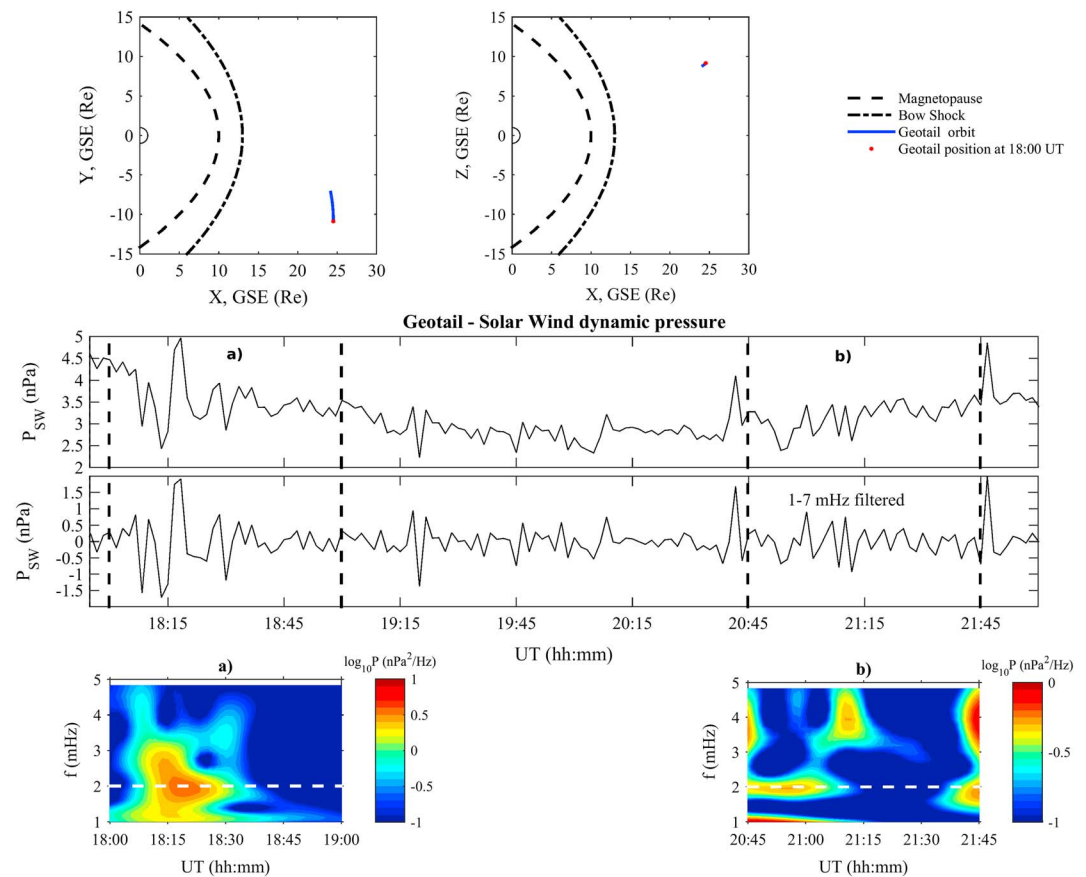 15
10
5
0
-5
-10
-15
Y, GSE (Re)
0 5 10 15 20 25 30
X, GSE (Re)
15
10
5
0
-5
-10
-15
Z, GSE (Re)
0 5 10 15 20 25 30
X, GSE (Re)
Magnetopause
Bow Shock
Geotail orbit
Geotail position at 18:00 UT
Geotail - Solar Wind dynamic pressure
5
4.5
3.5
3
2.5
2
P_SW (nPa)
a)
b)
1.5
0.5
-0.5
-1
-1.5
P_SW (nPa)
1-7 mHz filtered
18:15 18:45 19:15 19:45 20:15 20:45 21:15 21:45
UT (hh:mm)
a)
log10P (nPa2/Hz)
5
4
3
2
1
f (mHz)
18:00 18:15 18:30 18:45 19:00
UT (hh:mm)
1
0.5
0
-0.5
-1
b)
log10P (nPa2/Hz)
5
4
3
2
1
f (mHz)
20:45 21:00 21:15 21:30 21:45
UT (hh:mm)
0
-0.5
-1